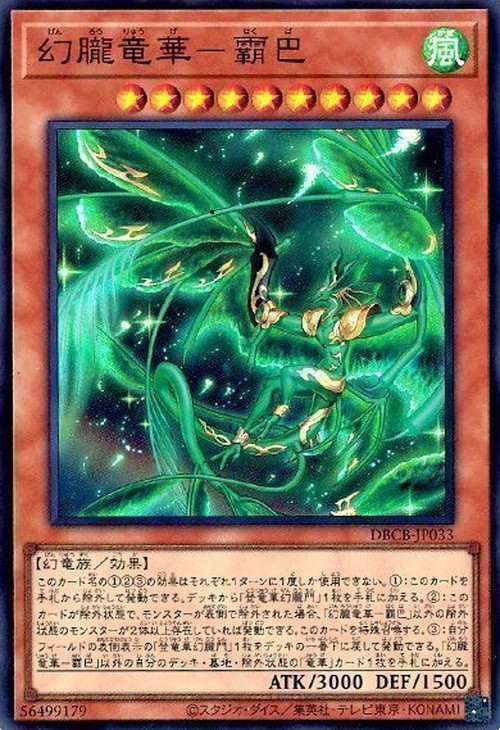 幻朧竜華－覇巴
風
DBCB-JP033
【幻竜族／効果】
このカード名の①②③の効果はそれぞれ1ターンに1度しか使用できない。①：このカードを
手札から除外して発動できる。デッキから「登竜華幻朧門」1枚を手札に加える。②：この
カードが除外状態で、モンスターが表側で除外された場合、「幻朧竜華－覇巴」以外の除外
状態のモンスターが2体以上存在していれば発動できる。このカードを特殊召喚する。③：自分
フィールドの表側表示の「登竜華幻朧門」1枚をデッキの一番下に戻して発動できる。「幻朧
竜華－覇巴」以外の自分のデッキ・墓地・除外状態の「竜華」カード1枚を手札に加える。
ATK/3000 DEF/1500
56499179 ©スタジオ・ダイス／集英社・テレビ東京・KONAMI